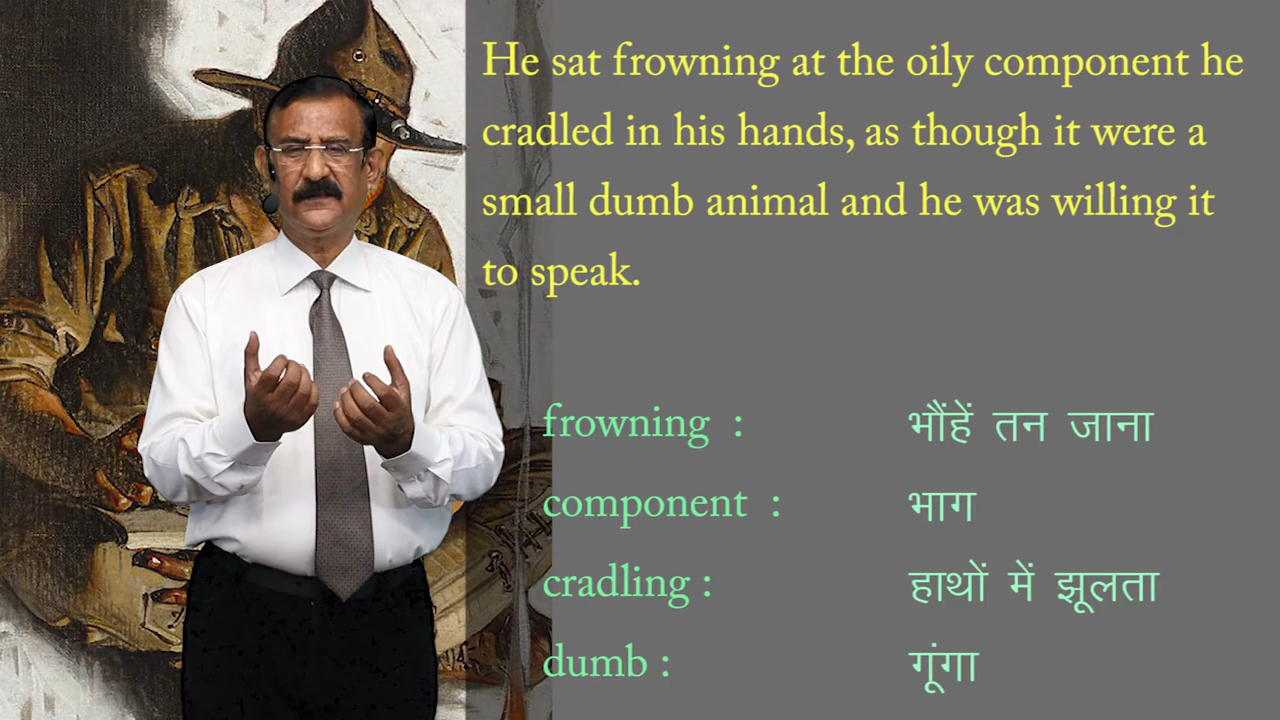 He sat frowning at the oily component he
cradled in his hands, as though it were a
small dumb animal and he was willing it
to speak.
frowning : भौंहें तन जाना
component : भाग
cradling : हाथों में झूलता
dumb : गूंगा